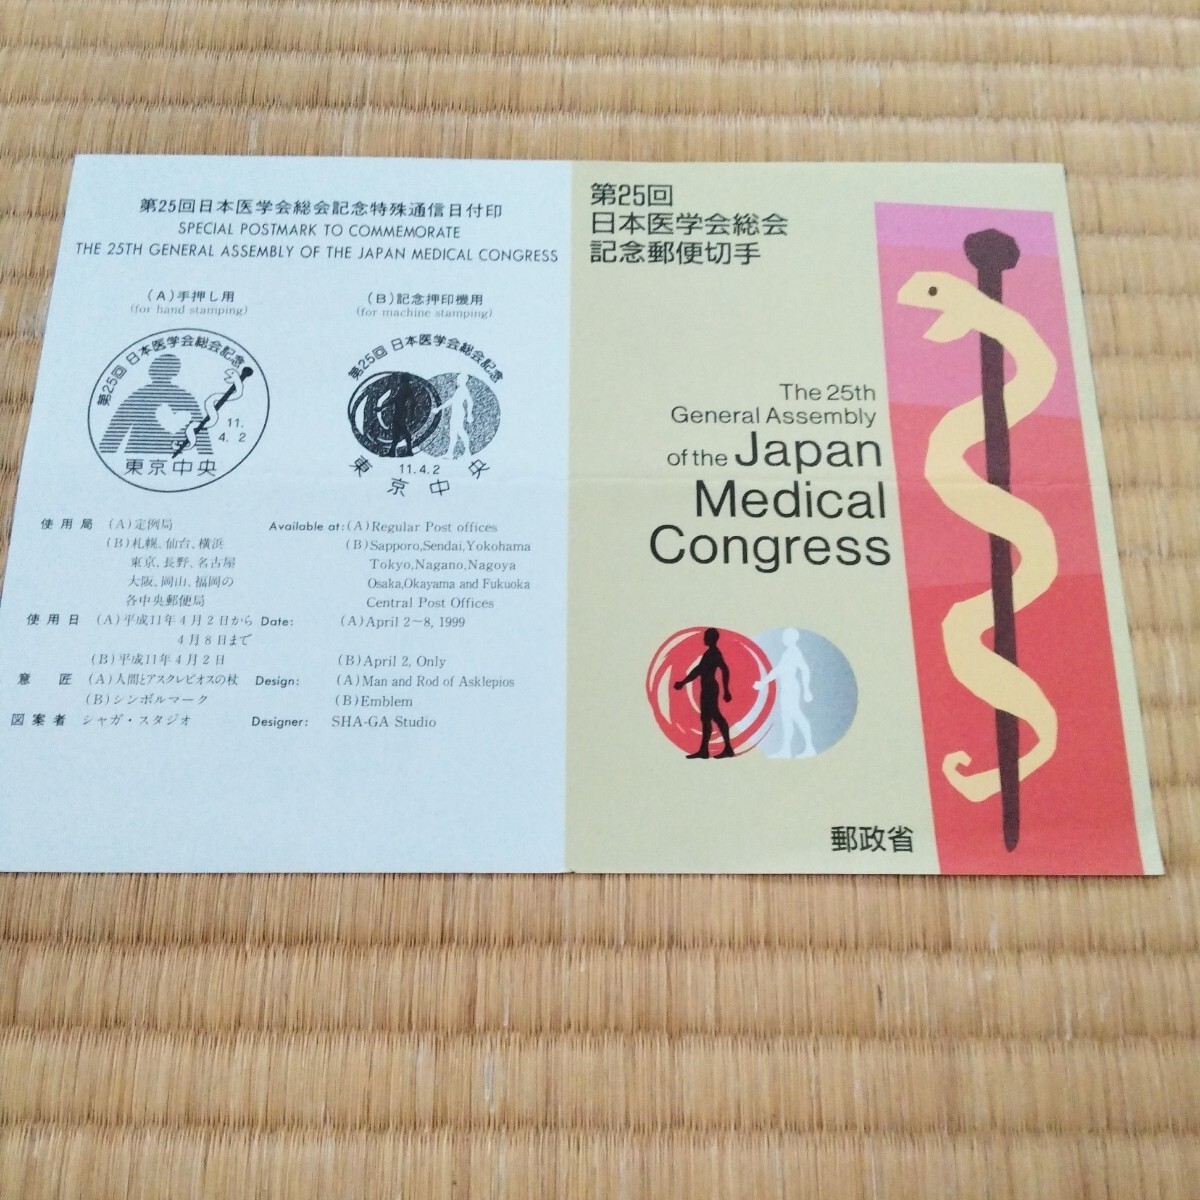 第25回日本医学会総会記念特殊通信日付印
SPECIAL POSTMARK TO COMMEMORATE
THE 25TH GENERAL ASSEMBLY OF THE JAPAN MEDICAL CONGRESS
(A)手押し用
(for hand stamping)
第25回 日本医学会総会記念
11.
4. 2
東京中央
(B)記念押印機用
(for machine stamping)
第25回 日本医学会総会記念
11.4.2
東京中央
使用局 (A)定例局
(B)札幌、仙台、横浜
東京、長野、名古屋
大阪、岡山、福岡の
各中央郵便局
使用日 (A)平成11年4月2日から
4月8日まで
(B)平成11年4月2日
意匠 (A)人間とアスクレピオスの杖
(B)シンボルマーク
図案者 シャガ・スタジオ
Available at: (A)Regular Post offices
(B)Sapporo,Sendai,Yokohama
Tokyo,Nagano,Nagoya
Osaka,Okayama and Fukuoka
Central Post Offices
Date: (A)April 2~8, 1999
(B)April 2, Only
Design: (A)Man and Rod of Asklepios
(B)Emblem
Designer: SHA-GA Studio
第25回
日本医学会総会
記念郵便切手
The 25th
General Assembly
of the Japan
Medical
Congress
郵政省